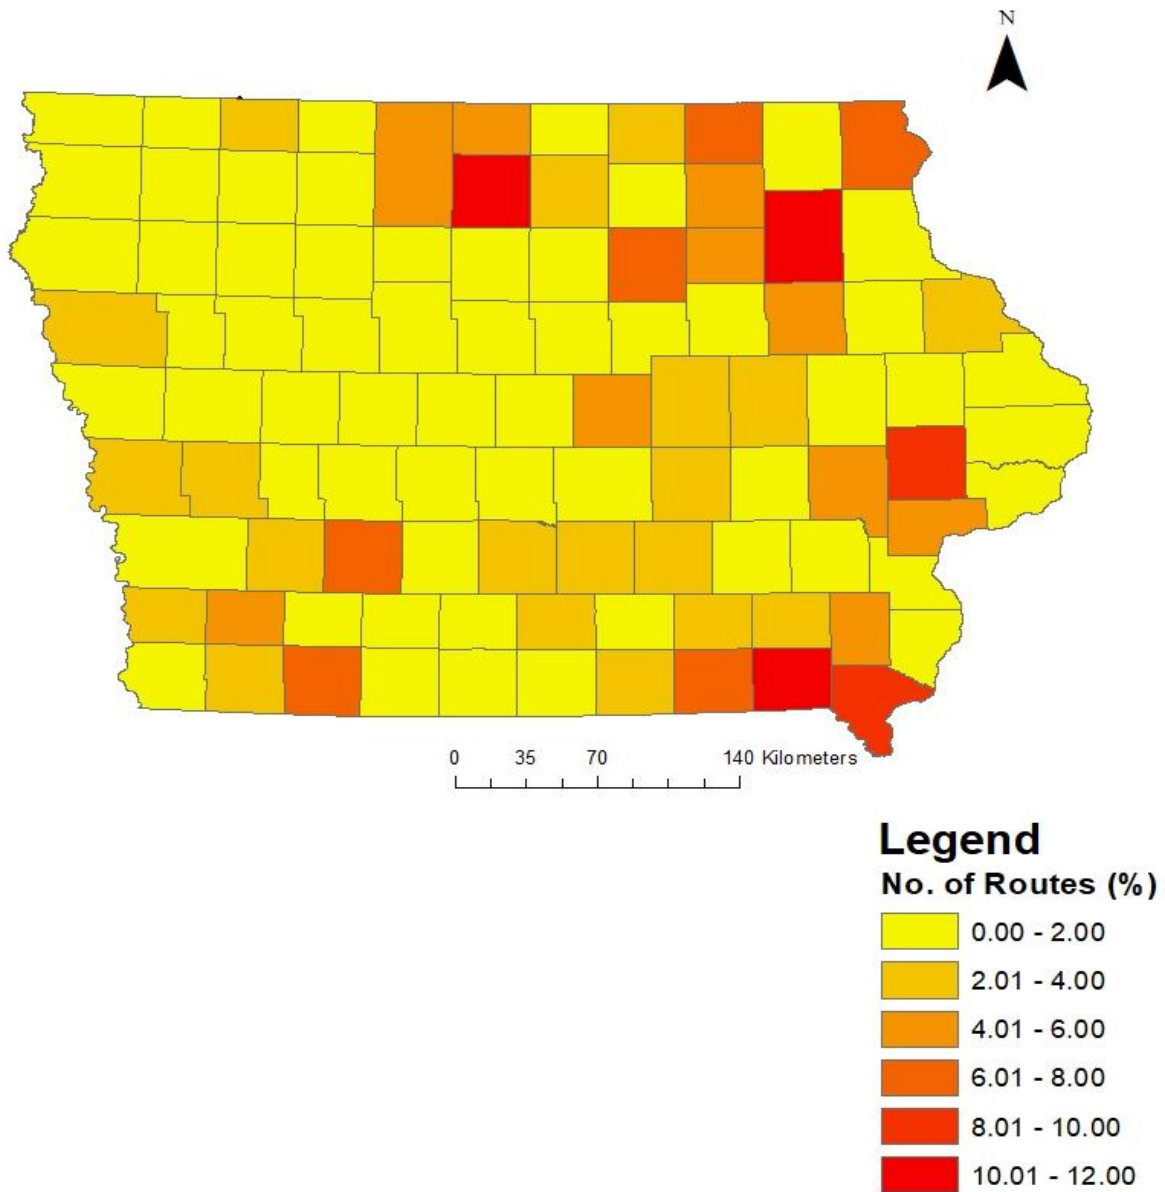 N
0 35 70 140 Kilometers
Legend
No. of Routes (%)
0.00 - 2.00
2.01 - 4.00
4.01 - 6.00
6.01 - 8.00
8.01 - 10.00
10.01 - 12.00